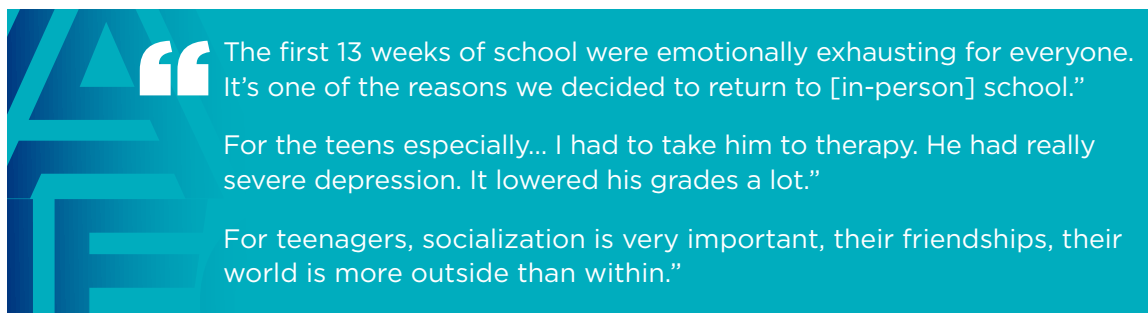 “
The first 13 weeks of school were emotionally exhausting for everyone.
It’s one of the reasons we decided to return to [in-person] school.”
For the teens especially... I had to take him to therapy. He had really
severe depression. It lowered his grades a lot.”
For teenagers, socialization is very important, their friendships, their
world is more outside than within.”